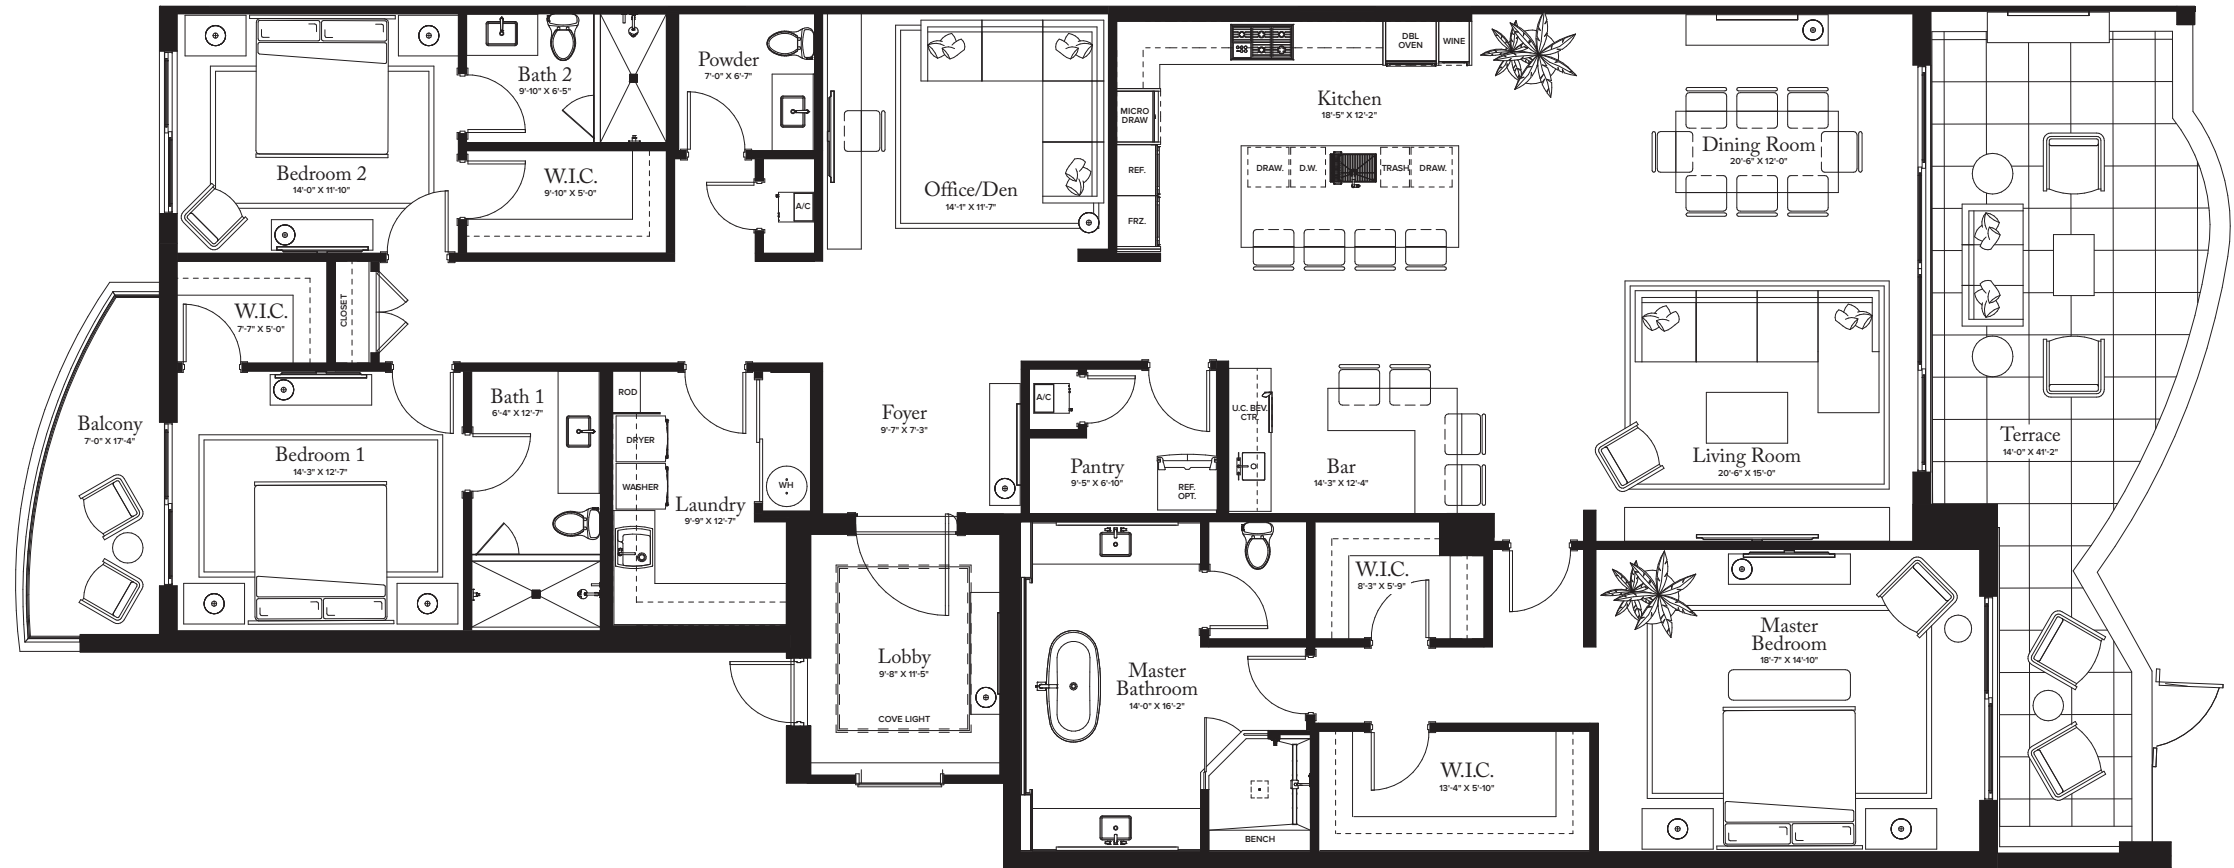 Bath 2
9'-10" X 6'-5"
Powder
7'-0" X 6'-7"
Bedroom 2
14'-0" X 11'-10"
W.I.C.
9'-10" X 5'-0"
A/C
Office/Den
14'-1" X 11'-7"
DBL
OVEN
WINE
Kitchen
18'-5" X 12'-2"
MICRO
DRAW
REF.
FRZ.
DRAW.
D.W.
TRASH
DRAW.
Dining Room
20'-6" X 12'-0"
W.I.C.
7'-7" X 5'-0"
CLOSET
Balcony
7'-0" X 17'-4"
Bedroom 1
14'-3" X 12'-7"
Bath 1
6'-4" X 12'-7"
ROD
DRYER
WASHER
Laundry
9'-9" X 12'-7"
WH
Foyer
9'-7" X 7'-3"
A/C
Pantry
9'-5" X 6'-10"
REF.
OPT.
U.C. BEV.
CTR.
Bar
14'-3" X 12'-4"
Living Room
20'-6" X 15'-0"
Terrace
14'-0" X 41'-2"
Lobby
9'-8" X 11'-5"
COVE LIGHT
Master
Bathroom
14'-0" X 16'-2"
W.I.C.
8'-3" X 5'-9"
Master
Bedroom
18'-7" X 14'-10"
W.I.C.
13'-4" X 5'-10"
BENCH